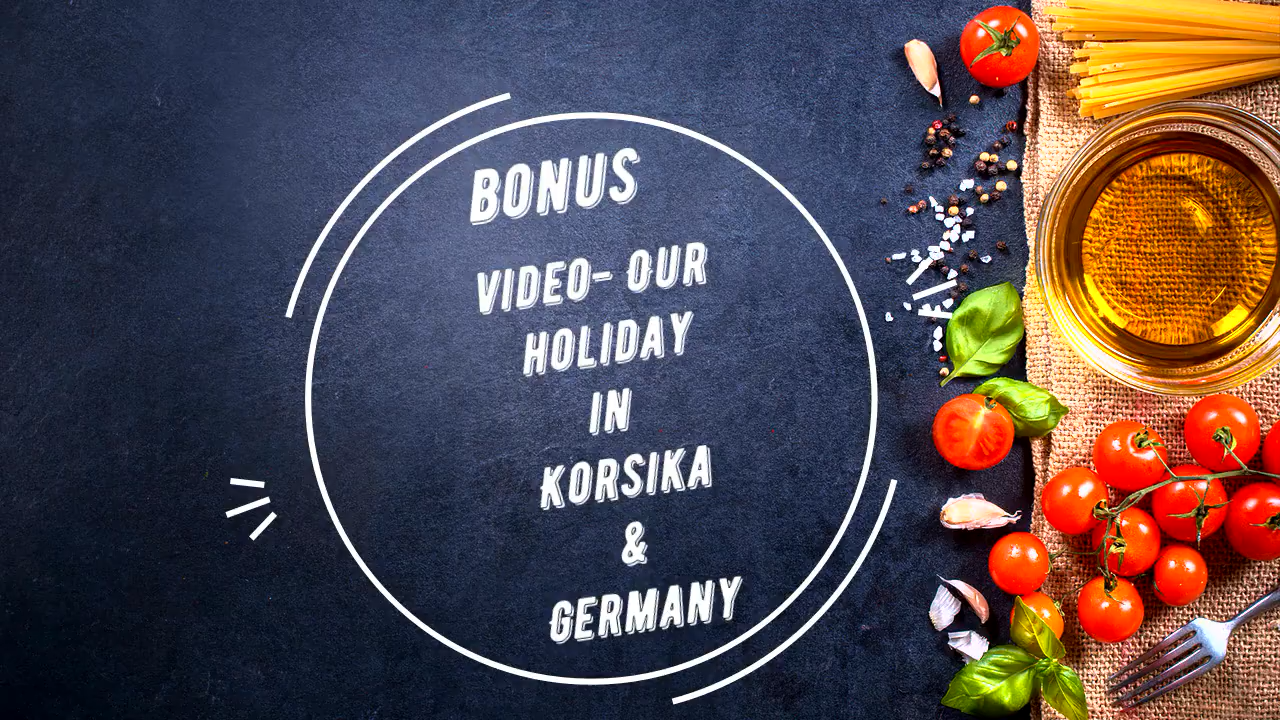 BONUS
VIDEO- OUR
HOLIDAY
IN
KORSIKA
&
GERMANY